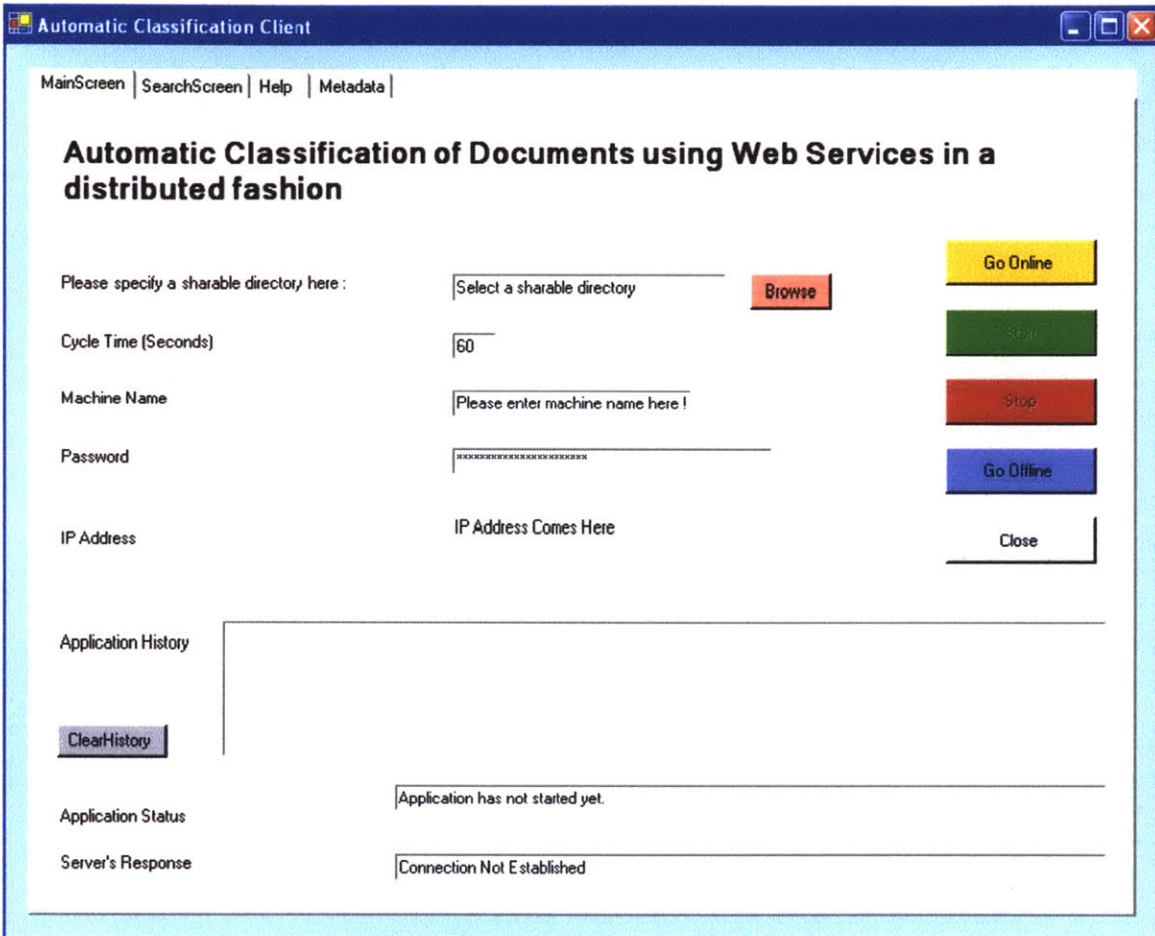 Automatic Classification Client
MainScreen SearchScreen Help Metadata
Automatic Classification of Documents using Web Services in a
distributed fashion
Please specify a sharable directory here :
Select a sharable directory
Browse
Go Online
Cycle Time (Seconds)
60
Start
Machine Name
Please enter machine name here !
Stop
Password
***********************
Go Offline
IP Address
IP Address Comes Here
Close
Application History
ClearHistory
Application Status
Application has not started yet.
Server's Response
Connection Not Established